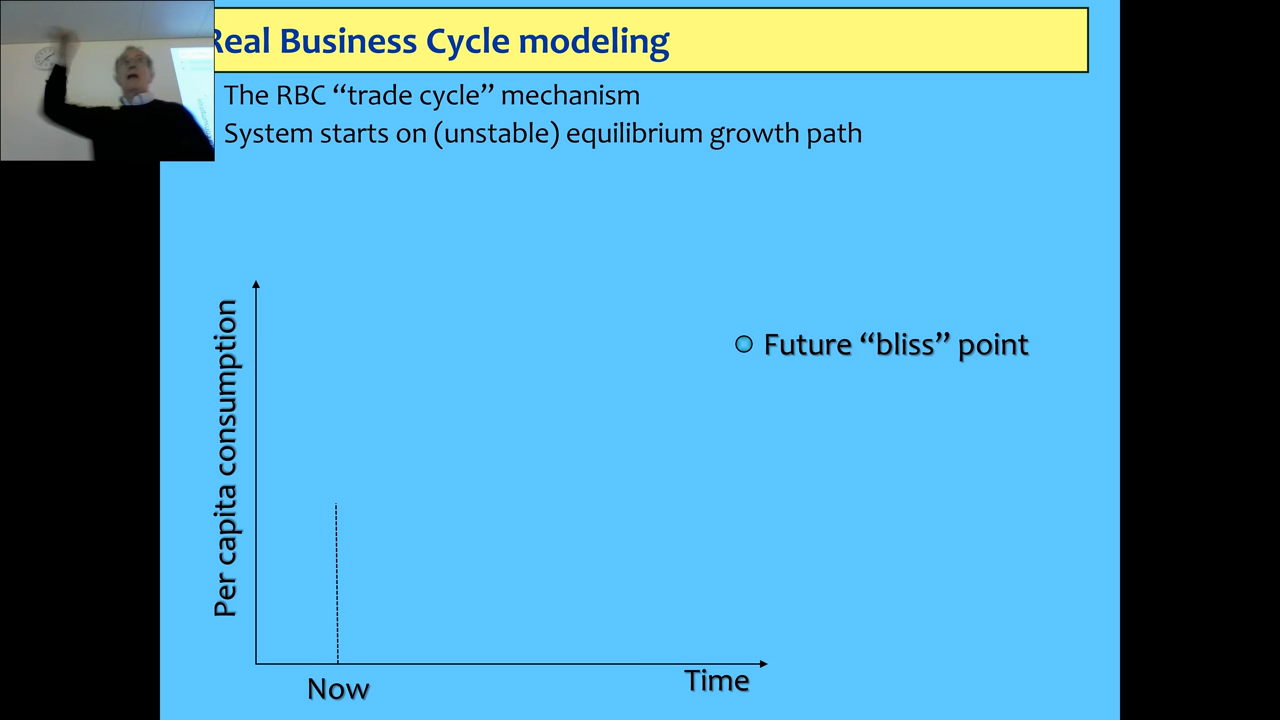 Real Business Cycle modeling
The RBC “trade cycle” mechanism
System starts on (unstable) equilibrium growth path
Per capita consumption
Future “bliss” point
Time
Now